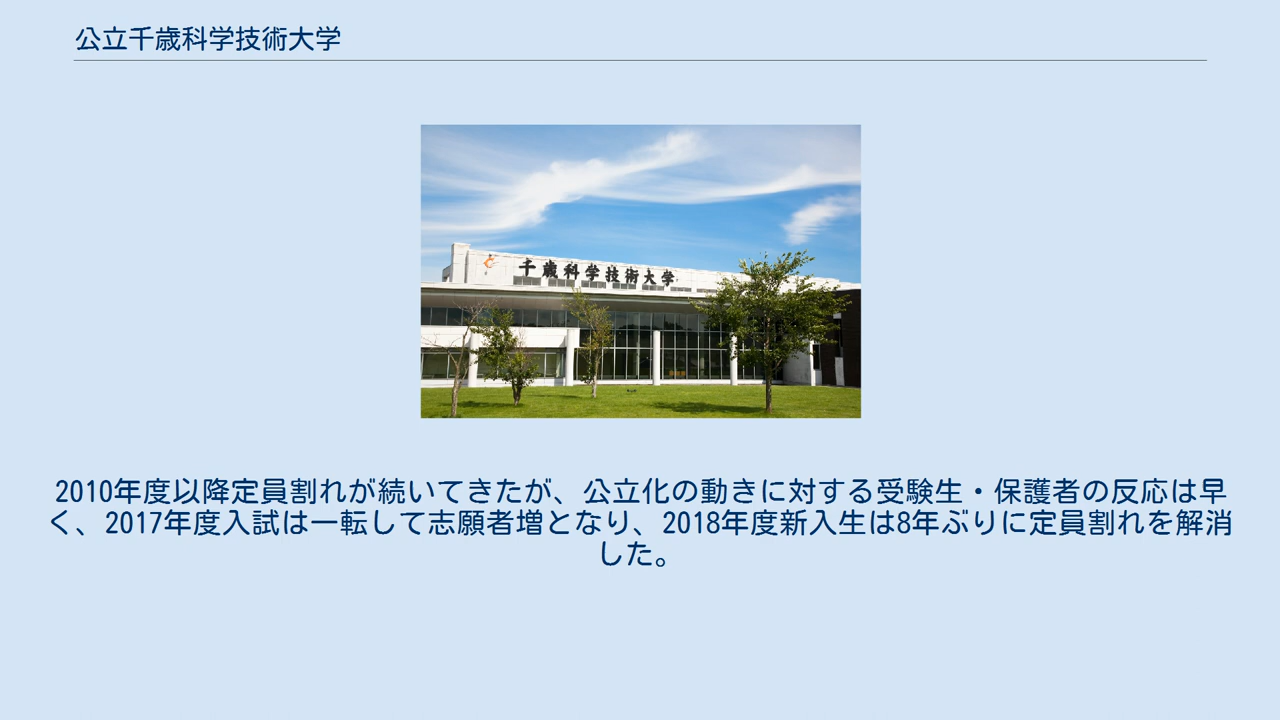 公立千歳科学技術大学
千歳科学技術大学
2010年度以降定員割れが続いてきたが、公立化の動きに対する受験生・保護者の反応は早
く、2017年度入試は一転して志願者増となり、2018年度新入生は8年ぶりに定員割れを解消
した。